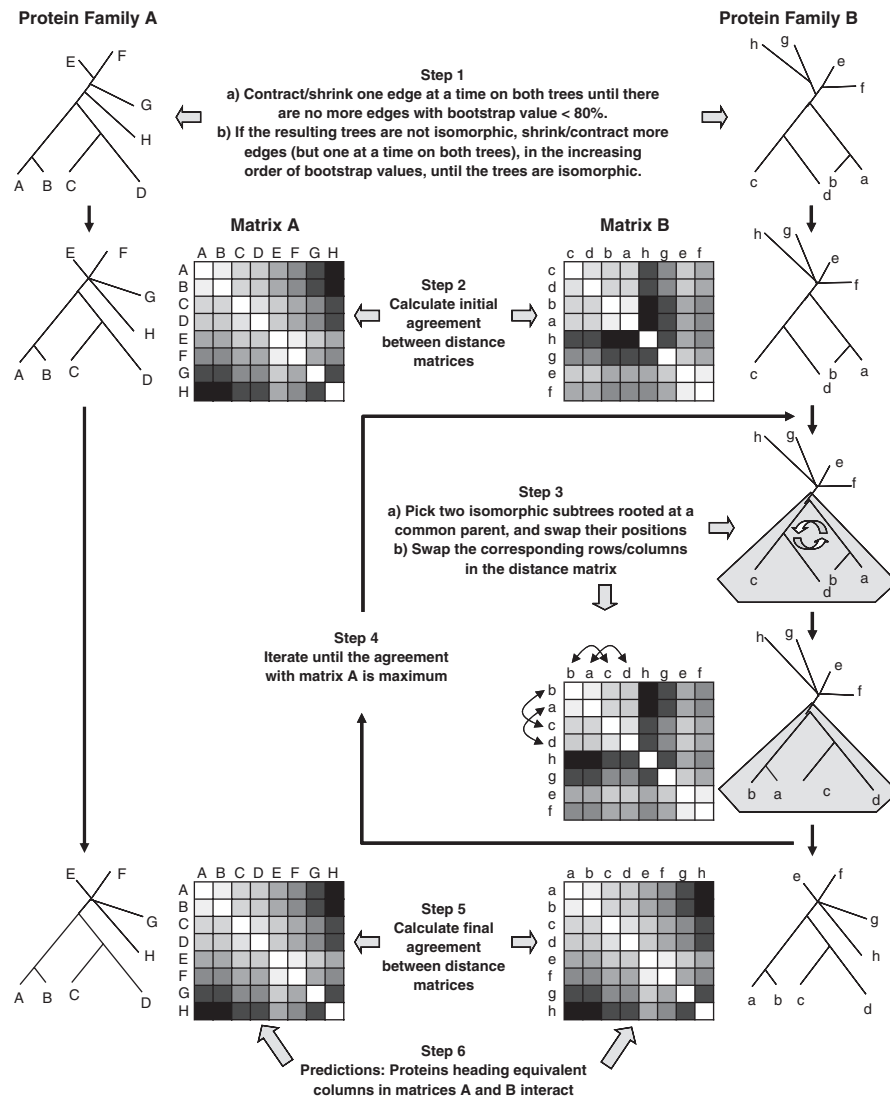 Protein Family A
Protein Family B
E
F
G
H
A
B
C
D
h
g
e
f
c
b
d
a
Step 1
a) Contract/shrink one edge at a time on both trees until there
are no more edges with bootstrap value < 80%.
b) If the resulting trees are not isomorphic, shrink/contract more
edges (but one at a time on both trees), in the increasing
order of bootstrap values, until the trees are isomorphic.
E
F
G
H
A
B
C
D
Matrix A
A B C D E F G H
A
B
C
D
E
F
G
H
Step 2
Calculate initial
agreement
between distance
matrices
Matrix B
c d b a h g e f
c
d
b
a
h
g
e
f
h
g
e
f
c
b
d
a
Step 3
a) Pick two isomorphic subtrees rooted at a
common parent, and swap their positions
b) Swap the corresponding rows/columns
in the distance matrix
h
g
e
f
c
b
d
a
Step 4
Iterate until the agreement
with matrix A is maximum
b a c d h g e f
b
a
c
d
h
g
e
f
h
g
e
f
b
a
c
d
E
F
G
H
A
B
C
D
A B C D E F G H
A
B
C
D
E
F
G
H
Step 5
Calculate final
agreement
between distance
matrices
a b c d e f g h
a
b
c
d
e
f
g
h
e
f
g
h
a
b
c
d
Step 6
Predictions: Proteins heading equivalent
columns in matrices A and B interact